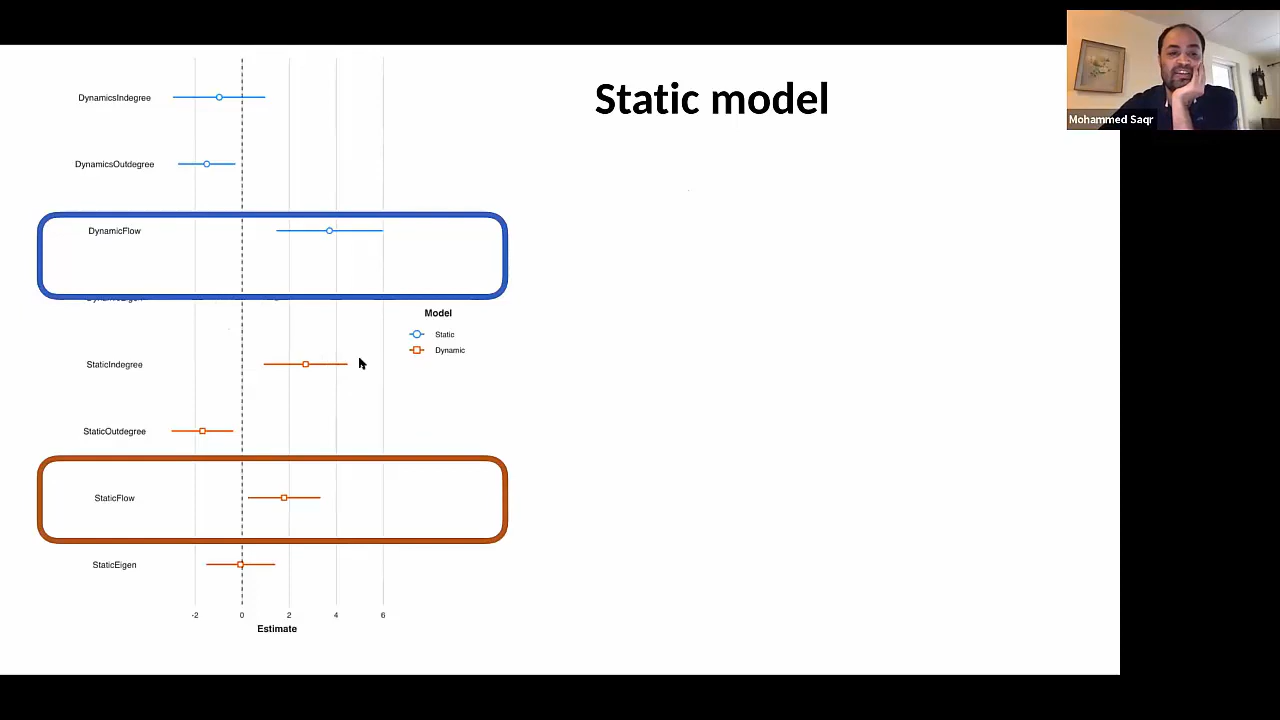 Static model
Mohammed Saqr
DynamicsIndegree
DynamicsOutdegree
DynamicFlow
Model
Static
Dynamic
StaticIndegree
StaticOutdegree
StaticFlow
StaticEigen
-2 0 2 4 6
Estimate